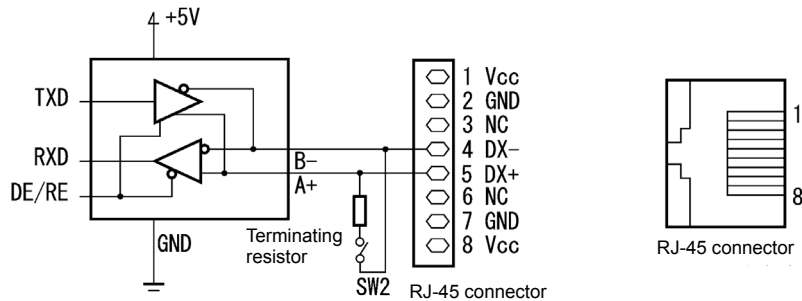 +5V
TXD
RXD
DE/RE
B-
A+
GND
Terminating
resistor
SW2
1 Vcc
2 GND
3 NC
4 DX-
5 DX+
6 NC
7 GND
8 Vcc
RJ-45 connector
1
8
RJ-45 connector